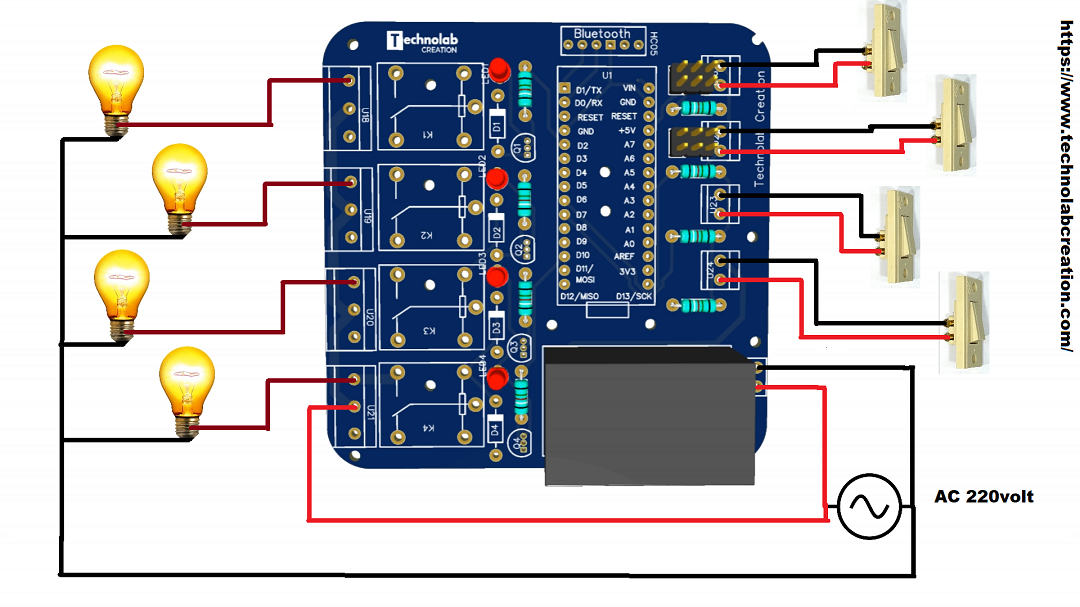 Technolab
CREATION
Bluetooth
HC05
U1
D1/TX
D0/RX
RESET
GND
D2
D3
D4
D5
D6
D7
D8
D9
D10
D11/
MOSI
D12/MISO
VIN
GND
RESET
+5V
A7
A6
A5
A4
A3
A2
A1
A0
AREF
3V3
D13/SCK
LED1
U18
K1
D1
Q1
LED2
U19
K2
D2
Q2
LED3
U20
K3
D3
Q3
LED4
U21
K4
D4
Q4
U23
U24
Technolab Creation
AC 220volt
https://www.technolabcreation.com/